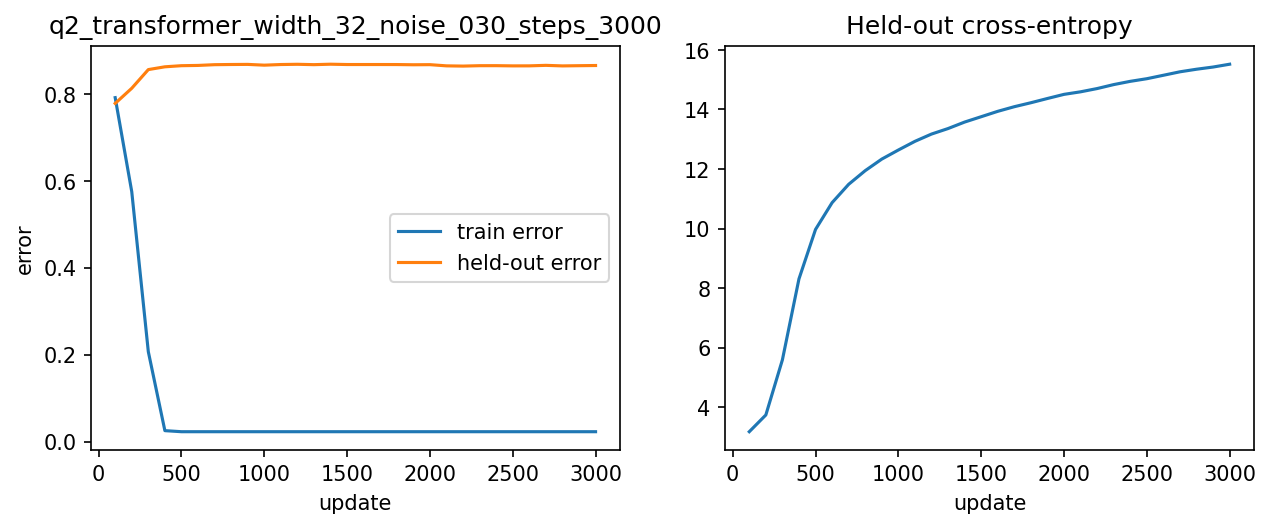 q2_transformer_width_32_noise_030_steps_3000
error
0.8
0.6
0.4
0.2
0.0
train error
held-out error
0 500 1000 1500 2000 2500 3000
update
Held-out cross-entropy
16
14
12
10
8
6
4
0 500 1000 1500 2000 2500 3000
update